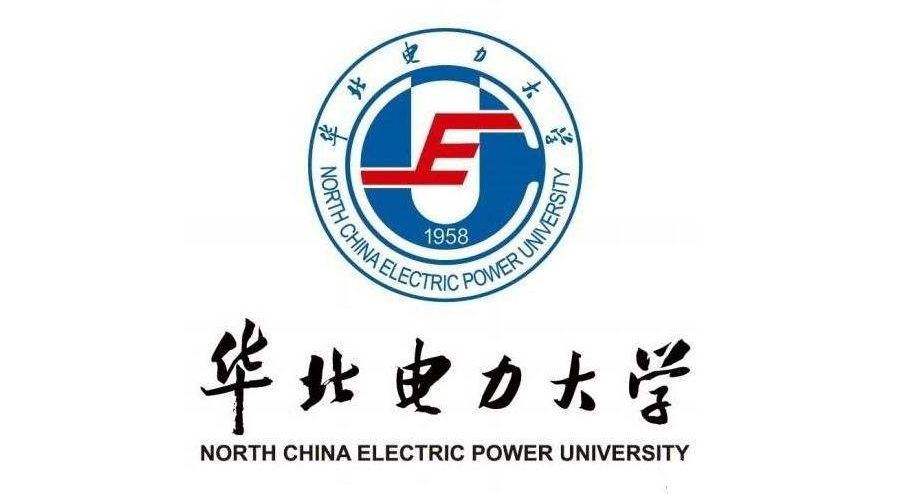 华北电力大学
UEC
1958
NORTH CHINA ELECTRIC POWER UNIVERSITY
华北电力大学
NORTH CHINA ELECTRIC POWER UNIVERSITY